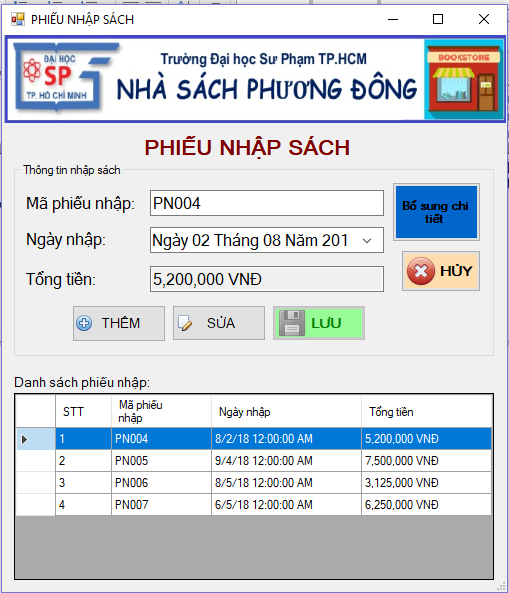 PHIẾU NHẬP SÁCH
ĐẠI HỌC
SP
TP. HỒ CHÍ MINH
Trường Đại học Sư Phạm TP.HCM
NHÀ SÁCH PHƯƠNG ĐÔNG
BOOKSTORE
PHIẾU NHẬP SÁCH
Thông tin nhập sách
Mã phiếu nhập: PN004
Bổ sung chi tiết
Ngày nhập: Ngày 02 Tháng 08 Năm 201
Tổng tiền: 5,200,000 VNĐ
HỦY
THÊM SỬA LƯU
Danh sách phiếu nhập:
STT Mã phiếu nhập Ngày nhập Tổng tiền
1 PN004 8/2/18 12:00:00 AM 5,200,000 VNĐ
2 PN005 9/4/18 12:00:00 AM 7,500,000 VNĐ
3 PN006 8/5/18 12:00:00 AM 3,125,000 VNĐ
4 PN007 6/5/18 12:00:00 AM 6,250,000 VNĐ